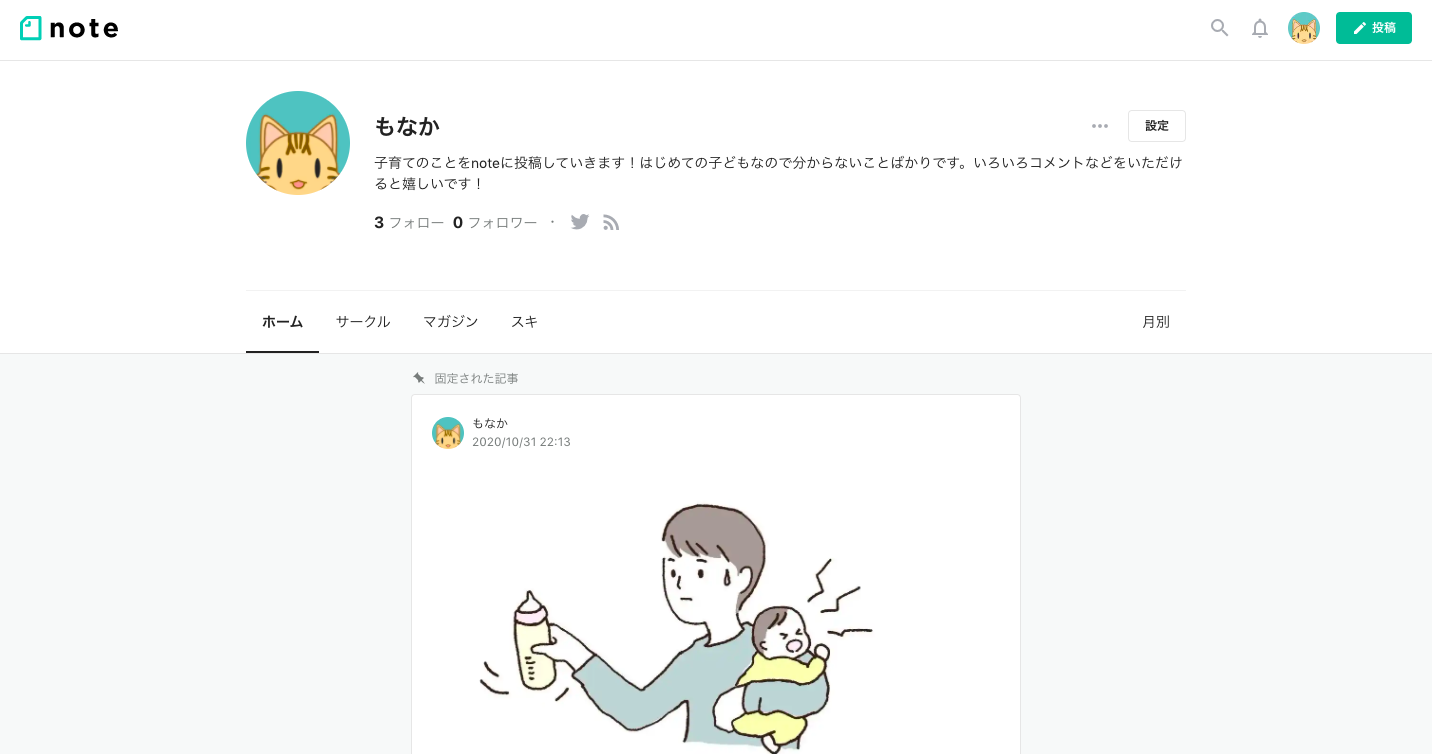 note
投稿
もなか
設定
子育てのことをnoteに投稿していきます！はじめての子どもなので分からないことばかりです。いろいろコメントなどをいただけ
ると嬉しいです！
3 フォロー 0 フォロワー ・
ホーム サークル マガジン スキ 月別
固定された記事
もなか
2020/10/31 22:13